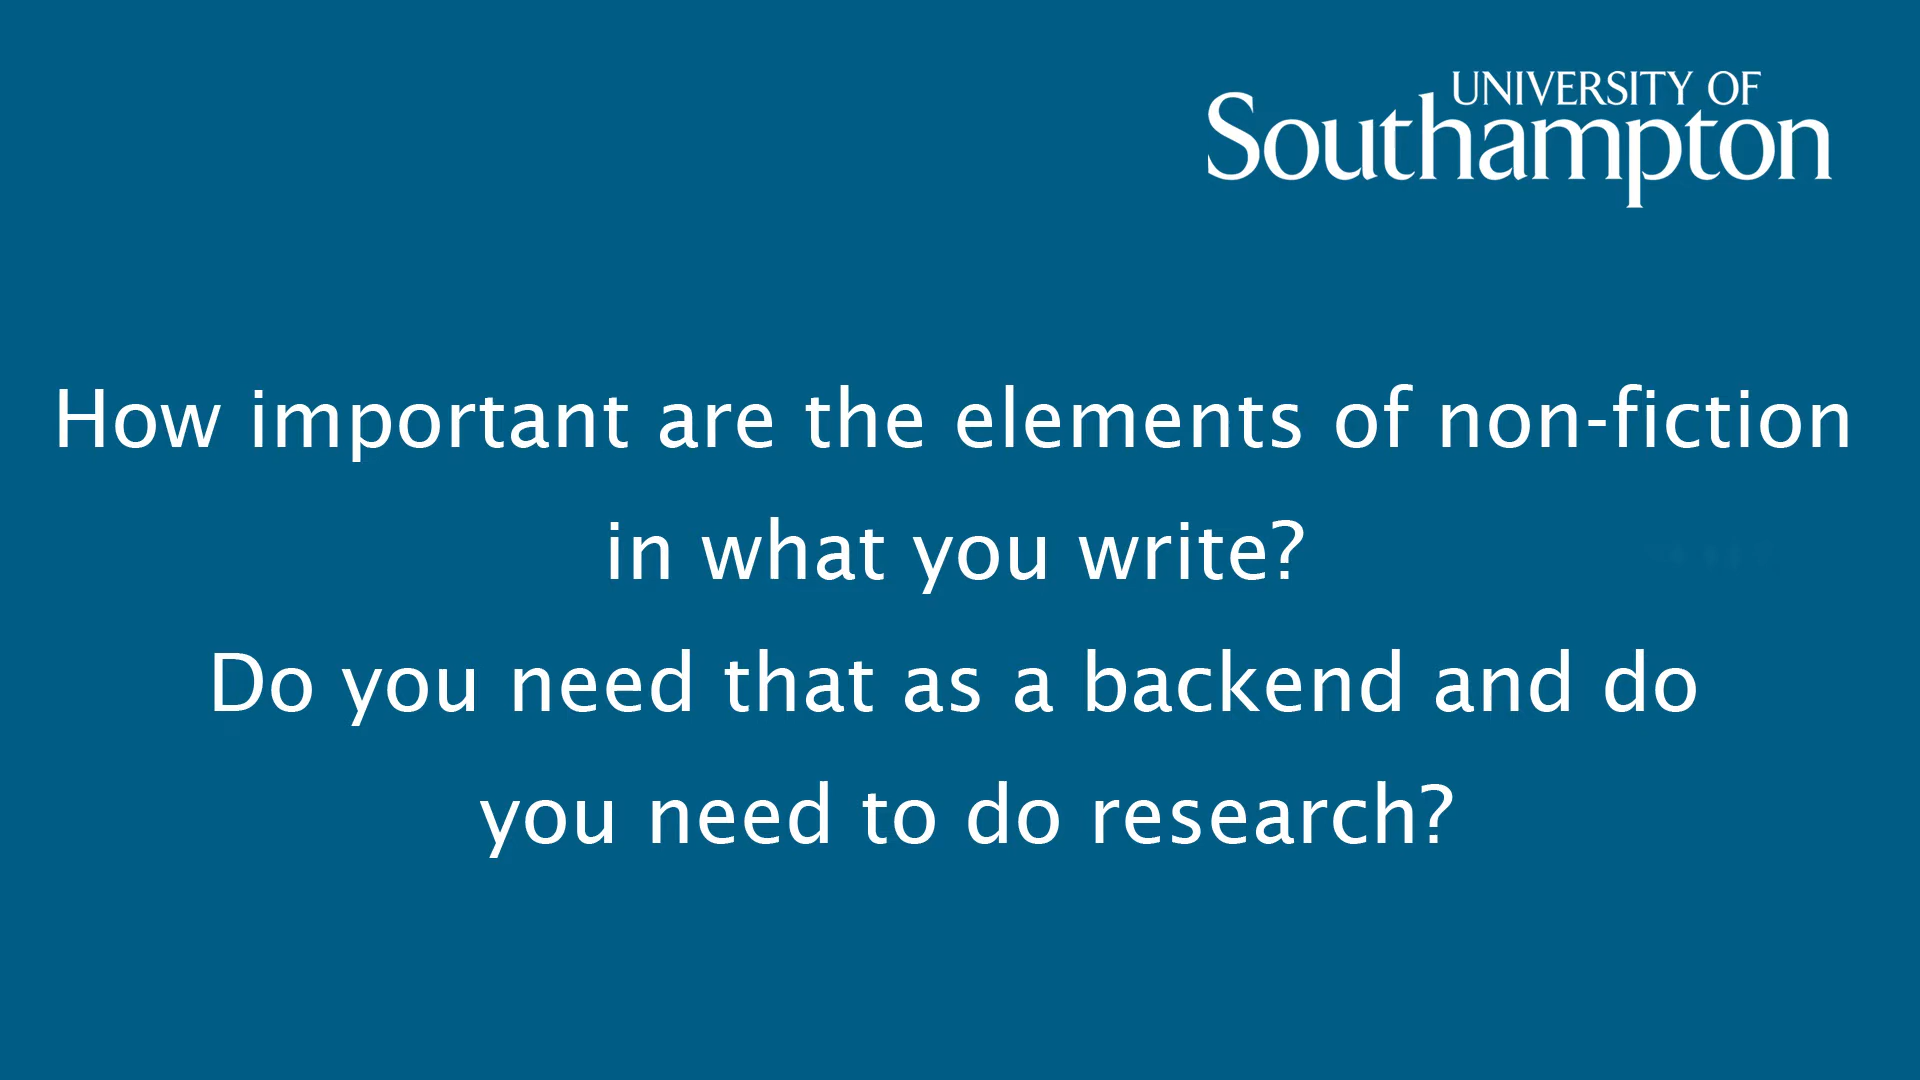 UNIVERSITY OF
Southampton
How important are the elements of non-fiction
in what you write?
Do you need that as a backend and do
you need to do research?